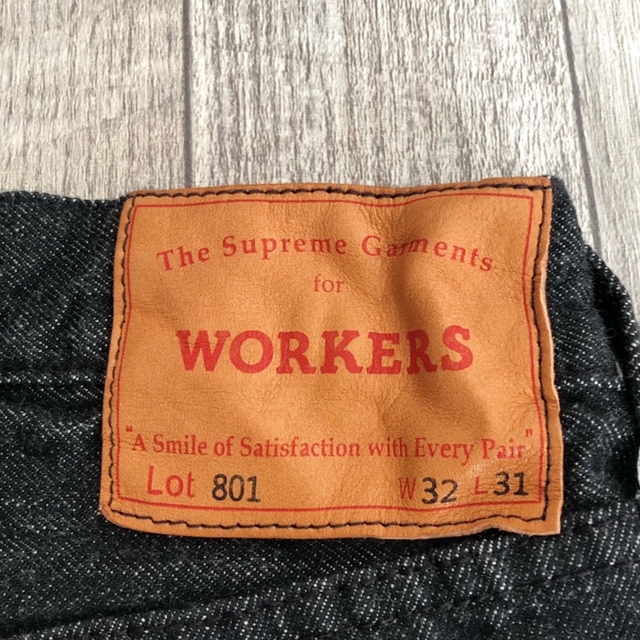 The Supreme Garments
for
WORKERS
"A Smile of Satisfaction with Every Pair"
Lot 801 W32 L31